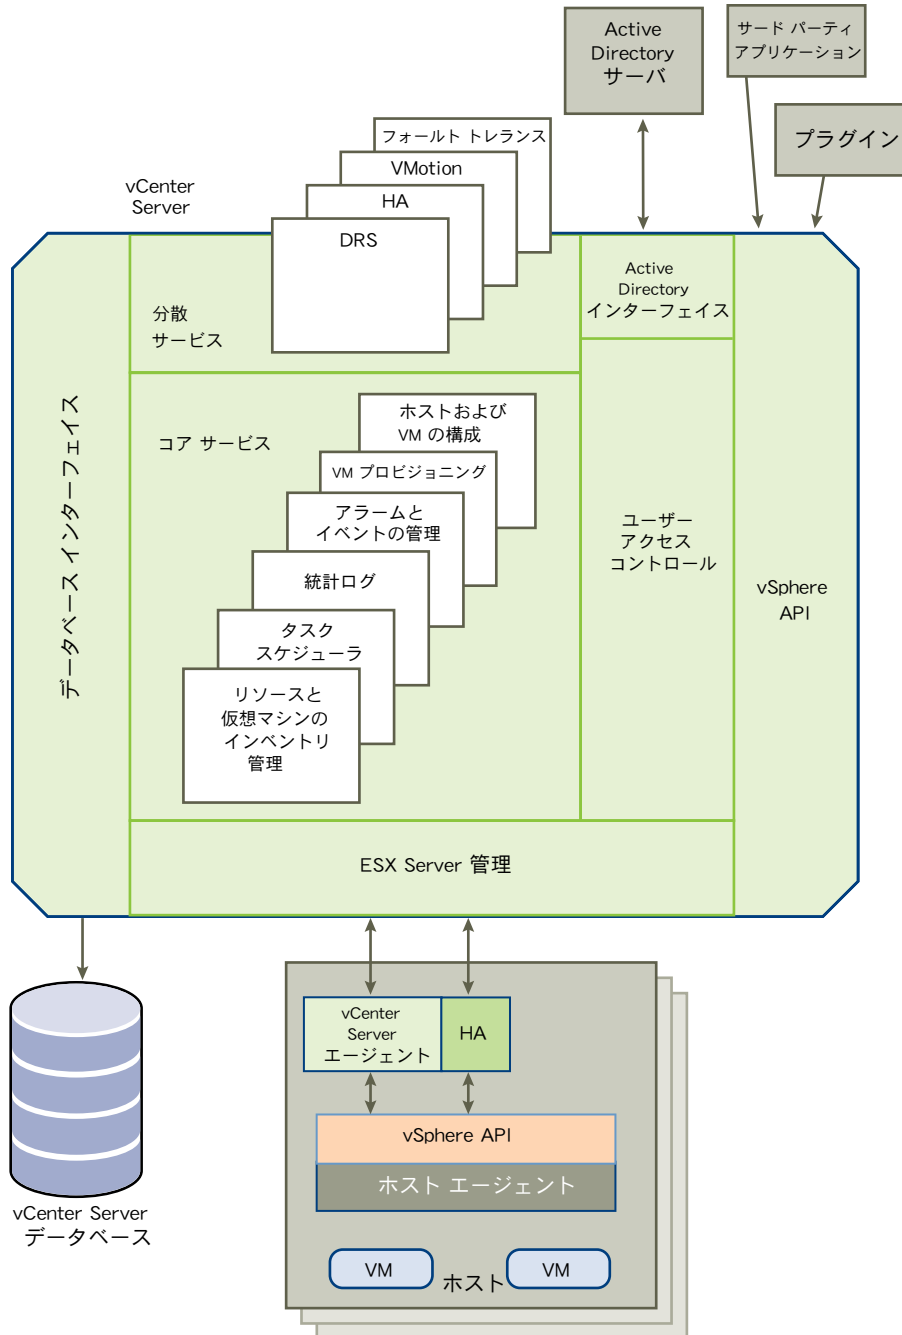 Active
Directory
サーバ
サード パーティ
アプリケーション
プラグイン
フォールト トレランス
VMotion
HA
DRS
vCenter
Server
分散
サービス
Active
Directory
インターフェイス
データベース インターフェイス
コア サービス
ホストおよび
VM の構成
VM プロビジョニング
アラームと
イベントの管理
統計ログ
タスク
スケジューラ
リソースと
仮想マシンの
インベントリ
管理
ユーザー
アクセス
コントロール
vSphere
API
ESX Server 管理
vCenter
Server
エージェント
HA
vSphere API
ホスト エージェント
VM
ホスト
VM
vCenter Server
データベース